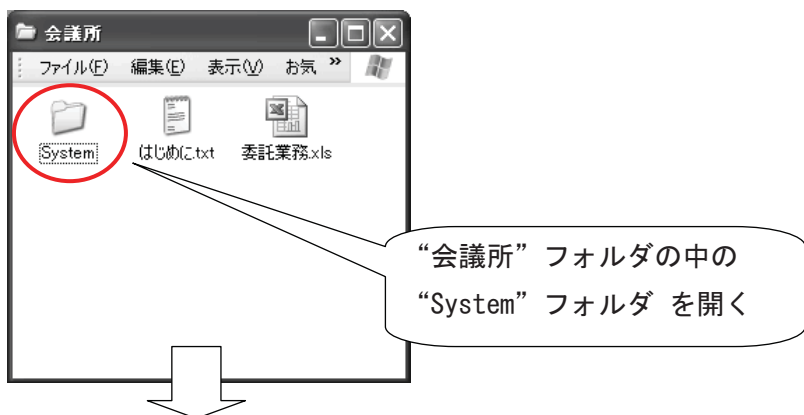 会議所
ファイル(F) 編集(E) 表示(V) お気 »
System はじめに.txt 委託業務.xls
“会議所”フォルダの中の
“System”フォルダ を開く